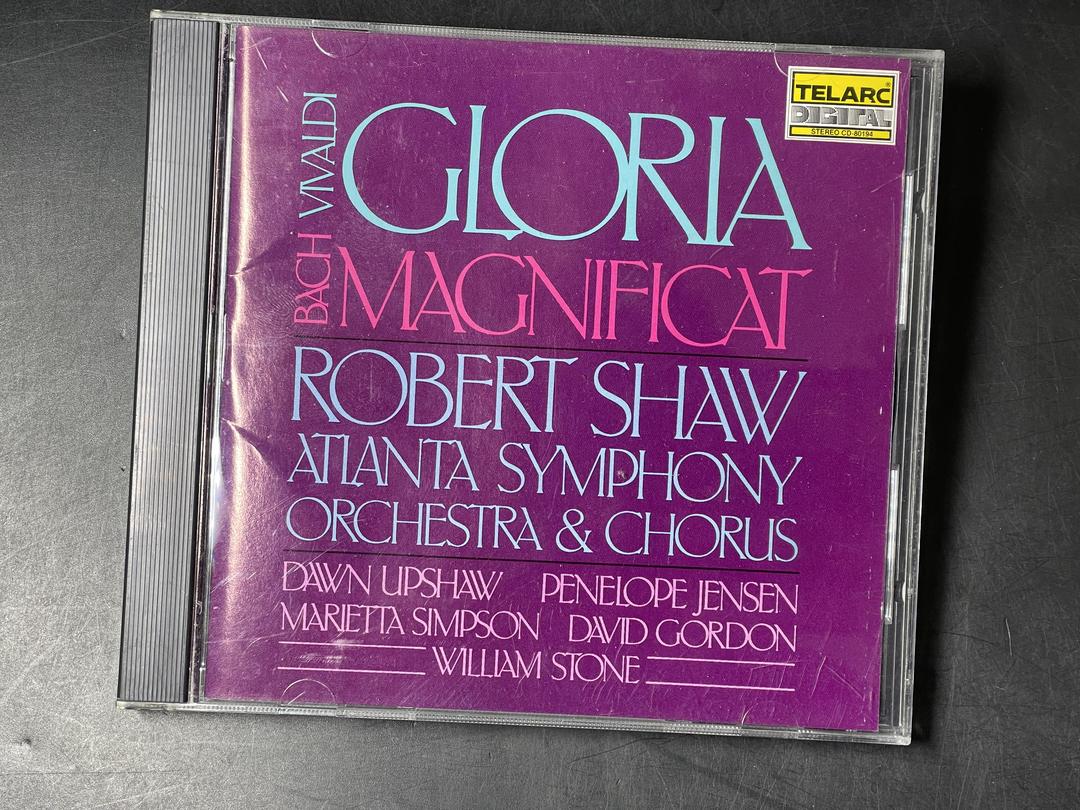 TELARC®
DIGITAL
STEREO CD-80194
VIVALDI GLORIA
BACH MAGNIFICAT
ROBERT SHAW
ATLANTA SYMPHONY
ORCHESTRA & CHORUS
DAWN UPSHAW PENELOPE JENSEN
MARIETTA SIMPSON DAVID GORDON
WILLIAM STONE